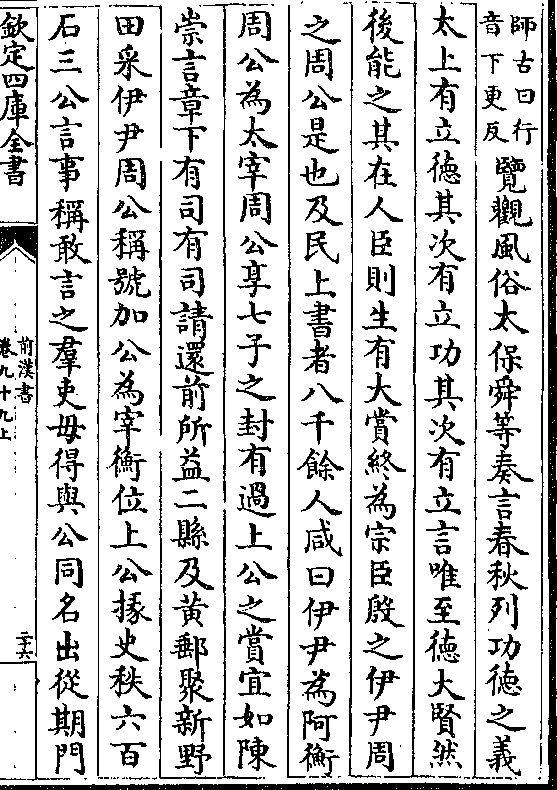 師古曰行
音下更反
覽觀風俗太保舜等奏言春秋列功徳之義
太上有立徳其次有立功其次有立言唯至徳大賢然
後能之其在人臣則生有大賞終為宗臣殷之伊尹周
之周公是也及民上書者八千餘人咸曰伊尹為阿衡
周公為太宰周公享七子之封有過上公之賞宜如陳
崇言章下有司有司請還前所益二縣及黄郵聚新野
田采伊尹周公稱號加公為宰衡位上公掾史秩六百
石三公言事稱敢言之羣吏毋得與公同名出從期門
欽定四庫全書
前漢書
卷九十九上
三十六